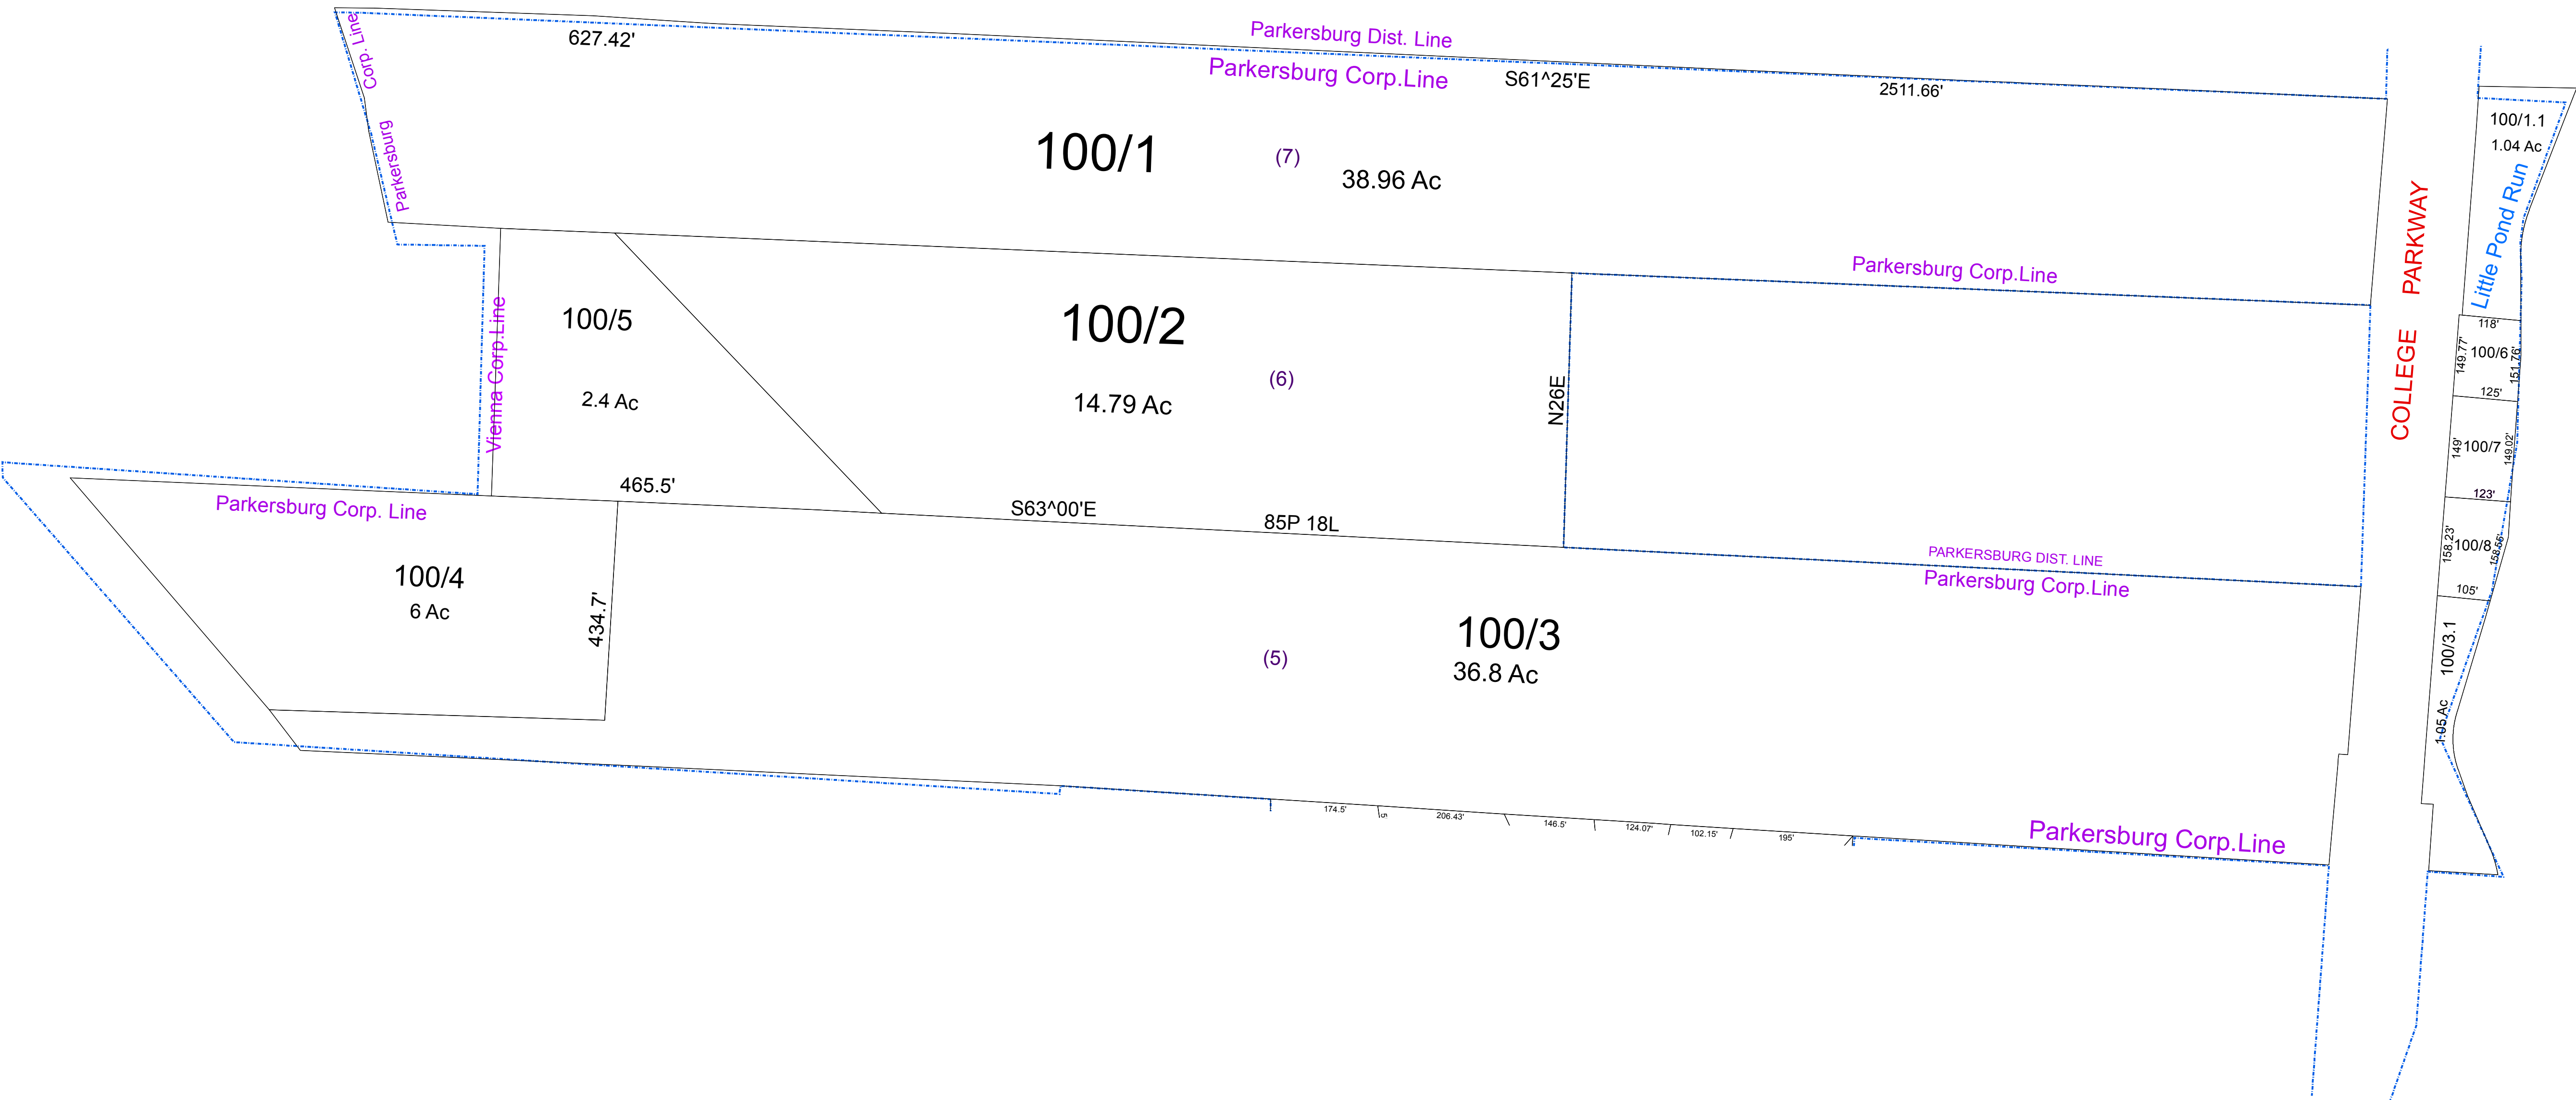 Parkersburg Dist. Line
627.42'
Corp. Line
Parkersburg
Parkersburg Corp.Line
S61^25'E
2511.66'
100/1
(7)
38.96 Ac
100/1.1
1.04 Ac
Little Pond Run
COLLEGE PARKWAY
Parkersburg Corp.Line
Vienna Corp.Line
100/5
2.4 Ac
465.5'
100/2
(6)
14.79 Ac
N26E
S63^00'E
85P 18L
118'
149.77'
100/6
151.76'
125'
149'
100/7
149.02'
123'
158.23'
100/8
158.55'
105'
100/3.1
1.05 Ac
Parkersburg Corp. Line
100/4
6 Ac
434.7'
PARKERSBURG DIST. LINE
Parkersburg Corp.Line
100/3
(5)
36.8 Ac
174.5'
206.43'
146.5'
124.07'
102.15'
195'
Parkersburg Corp.Line